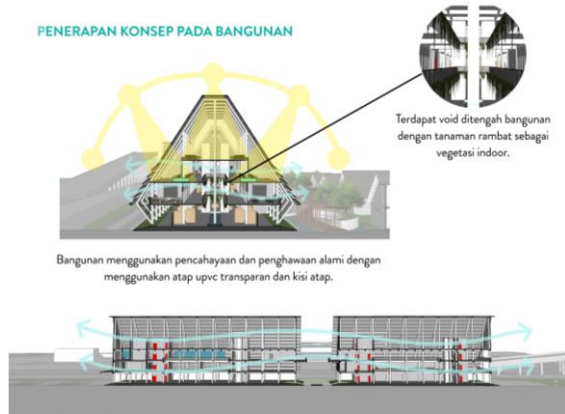 PENERAPAN KONSEP PADA BANGUNAN
Terdapat void ditengah bangunan
dengan tanaman rambat sebagai
vegetasi indoor.
Bangunan menggunakan pencahayaan dan penghawaan alami dengan
menggunakan atap upvc transparan dan kisi atap.